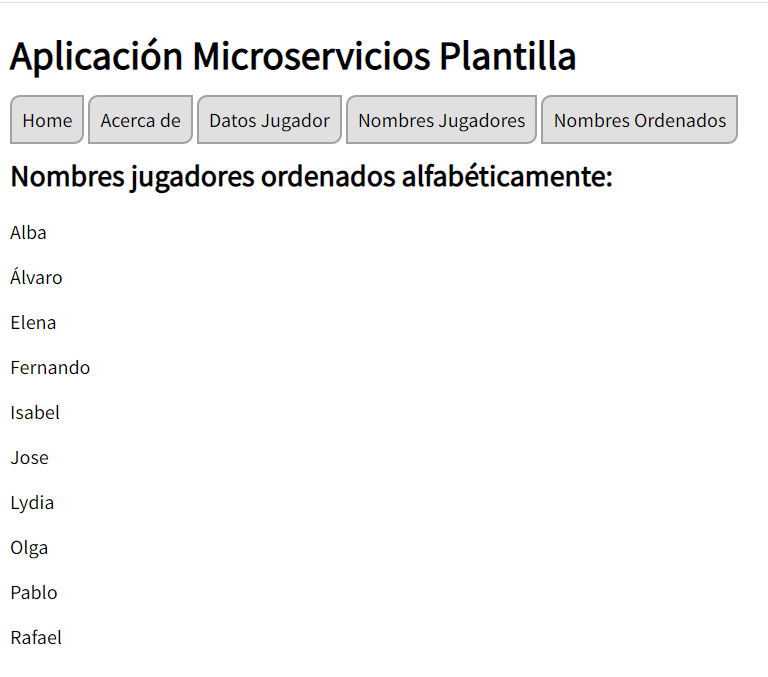 Aplicación Microservicios Plantilla
Home Acerca de Datos Jugador Nombres Jugadores Nombres Ordenados
Nombres jugadores ordenados alfabéticamente:
Alba
Álvaro
Elena
Fernando
Isabel
Jose
Lydia
Olga
Pablo
Rafael